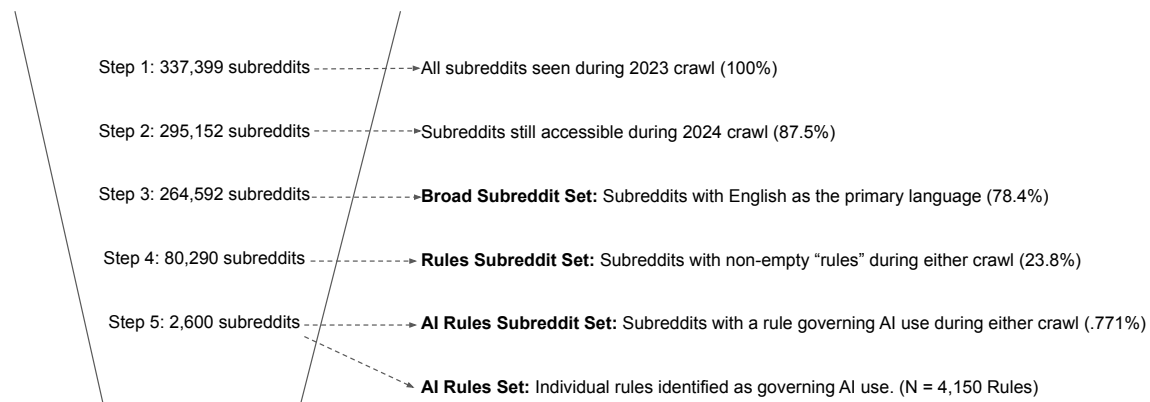 Step 1: 337,399 subreddits All subreddits seen during 2023 crawl (100%)
Step 2: 295,152 subreddits Subreddits still accessible during 2024 crawl (87.5%)
Step 3: 264,592 subreddits Broad Subreddit Set: Subreddits with English as the primary language (78.4%)
Step 4: 80,290 subreddits Rules Subreddit Set: Subreddits with non-empty “rules” during either crawl (23.8%)
Step 5: 2,600 subreddits AI Rules Subreddit Set: Subreddits with a rule governing AI use during either crawl (.771%)
AI Rules Set: Individual rules identified as governing AI use. (N = 4,150 Rules)